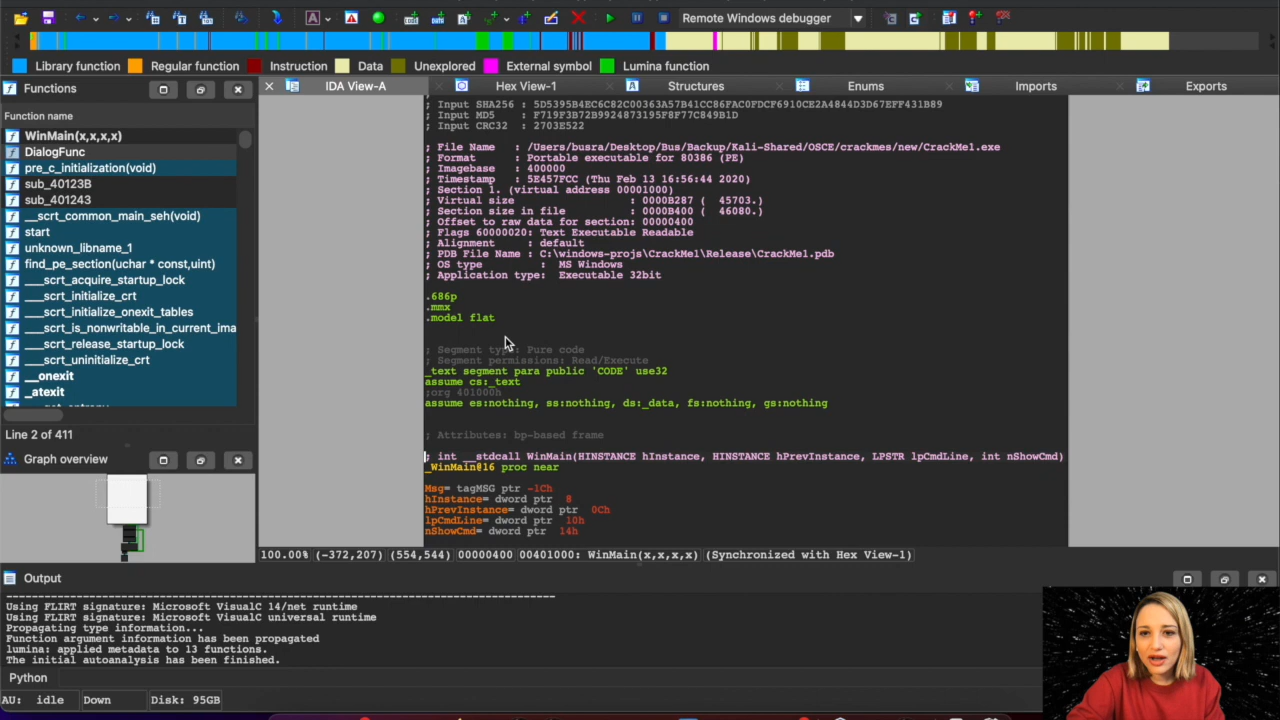 Remote Windows debugger
Library function Regular function Instruction Data Unexplored External symbol Lumina function
Functions
IDA View-A Hex View-1 Structures Enums Imports Exports
Function name
WinMain(x,x,x,x)
DialogFunc
pre_c_initialization(void)
sub_40123B
sub_401243
__scrt_common_main_seh(void)
start
unknown_libname_1
find_pe_section(uchar * const,uint)
___scrt_acquire_startup_lock
___scrt_initialize_crt
___scrt_initialize_onexit_tables
___scrt_is_nonwritable_in_current_ima
___scrt_release_startup_lock
___scrt_uninitialize_crt
__onexit
_atexit
Line 2 of 411
Graph overview
; Input SHA256 : 5D5395B4EC6C82C00363A57B41CC86FAC0FDCF6910CE2A4844D3D67EFF431B89
; Input MD5 : F719F3B72B9924873195F8F77C849B1D
; Input CRC32 : 2703E522
; File Name : /Users/busra/Desktop/Bus/Backup/Kali-Shared/OSCE/crackmes/new/CrackMe1.exe
; Format : Portable executable for 80386 (PE)
; Imagebase : 400000
; Timestamp : 5E457FCC (Thu Feb 13 16:56:44 2020)
; Section 1. (virtual address 00001000)
; Virtual size : 0000B287 ( 45703.)
; Section size in file : 0000B400 ( 46080.)
; Offset to raw data for section: 00000400
; Flags 60000020: Text Executable Readable
; Alignment : default
; PDB File Name : C:\windows-projs\CrackMe1\Release\CrackMe1.pdb
; OS type : MS Windows
; Application type: Executable 32bit
.686p
.mmx
.model flat
; Segment type: Pure code
; Segment permissions: Read/Execute
_text segment para public 'CODE' use32
assume cs:_text
;org 401000h
assume es:nothing, ss:nothing, ds:_data, fs:nothing, gs:nothing
; Attributes: bp-based frame
; int __stdcall WinMain(HINSTANCE hInstance, HINSTANCE hPrevInstance, LPSTR lpCmdLine, int nShowCmd)
_WinMain@16 proc near
Msg= tagMSG ptr -1Ch
hInstance= dword ptr 8
hPrevInstance= dword ptr 0Ch
lpCmdLine= dword ptr 10h
nShowCmd= dword ptr 14h
100.00% (-372,207) (554,544) 00000400 00401000: WinMain(x,x,x,x) (Synchronized with Hex View-1)
Output
Using FLIRT signature: Microsoft VisualC 14/net runtime
Using FLIRT signature: Microsoft VisualC universal runtime
Propagating type information...
Function argument information has been propagated
lumina: applied metadata to 13 functions.
The initial autoanalysis has been finished.
Python
AU: idle Down Disk: 95GB